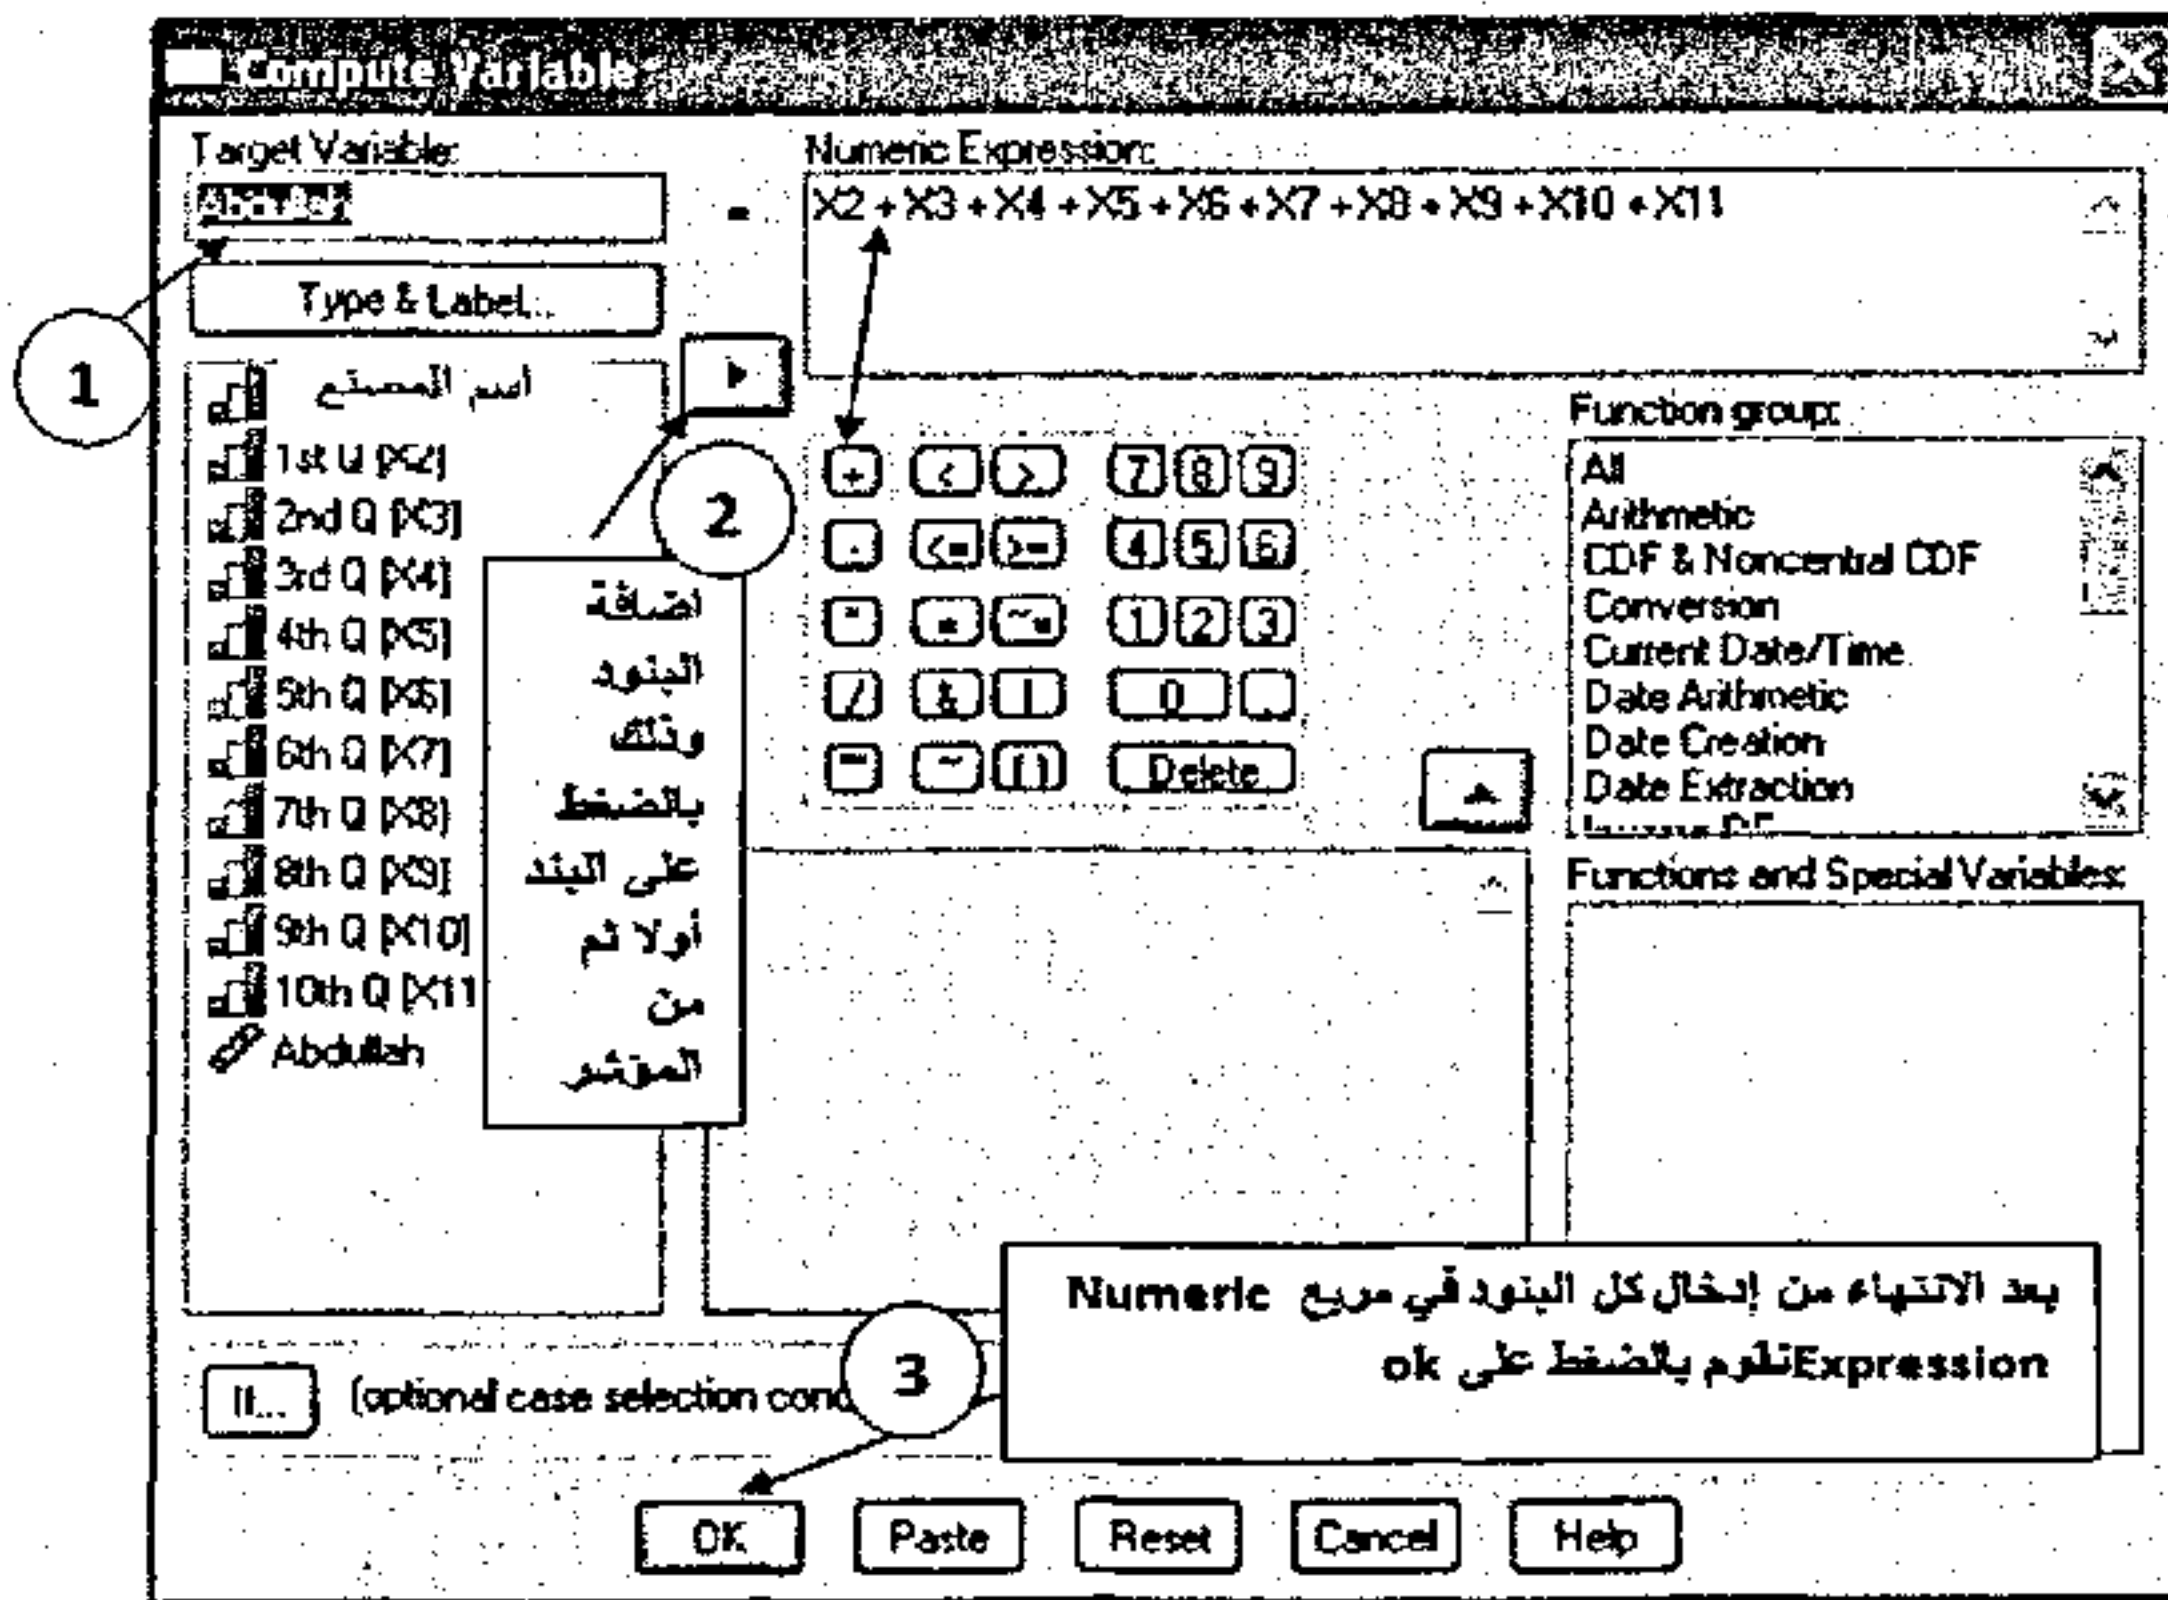 Compute Variable
Target Variable:
Abdullah
Type & Label...
=
Numeric Expression:
X2 + X3 + X4 + X5 + X6 + X7 + X8 + X9 + X10 + X11
1
اسم المصنع
1st Q [X2]
2nd Q [X3]
3rd Q [X4]
4th Q [X5]
5th Q [X6]
6th Q [X7]
7th Q [X8]
8th Q [X9]
9th Q [X10]
10th Q [X11
Abdullah
2
اضافة
البنود
وذلك
بالضغط
على البند
أولا ثم
من
المؤشر
+ < > 7 8 9
- <= >= 4 5 6
* = ~= 1 2 3
/ & | 0 .
** ~ () Delete
Function group:
All
Arithmetic
CDF & Noncentral CDF
Conversion
Current Date/Time
Date Arithmetic
Date Creation
Date Extraction
Inverse DF
Functions and Special Variables:
If...
(optional case selection cond
3
بعد الانتهاء من إدخال كل البنود في مربع Numeric
Expression نقوم بالضغط على ok
OK
Paste
Reset
Cancel
Help